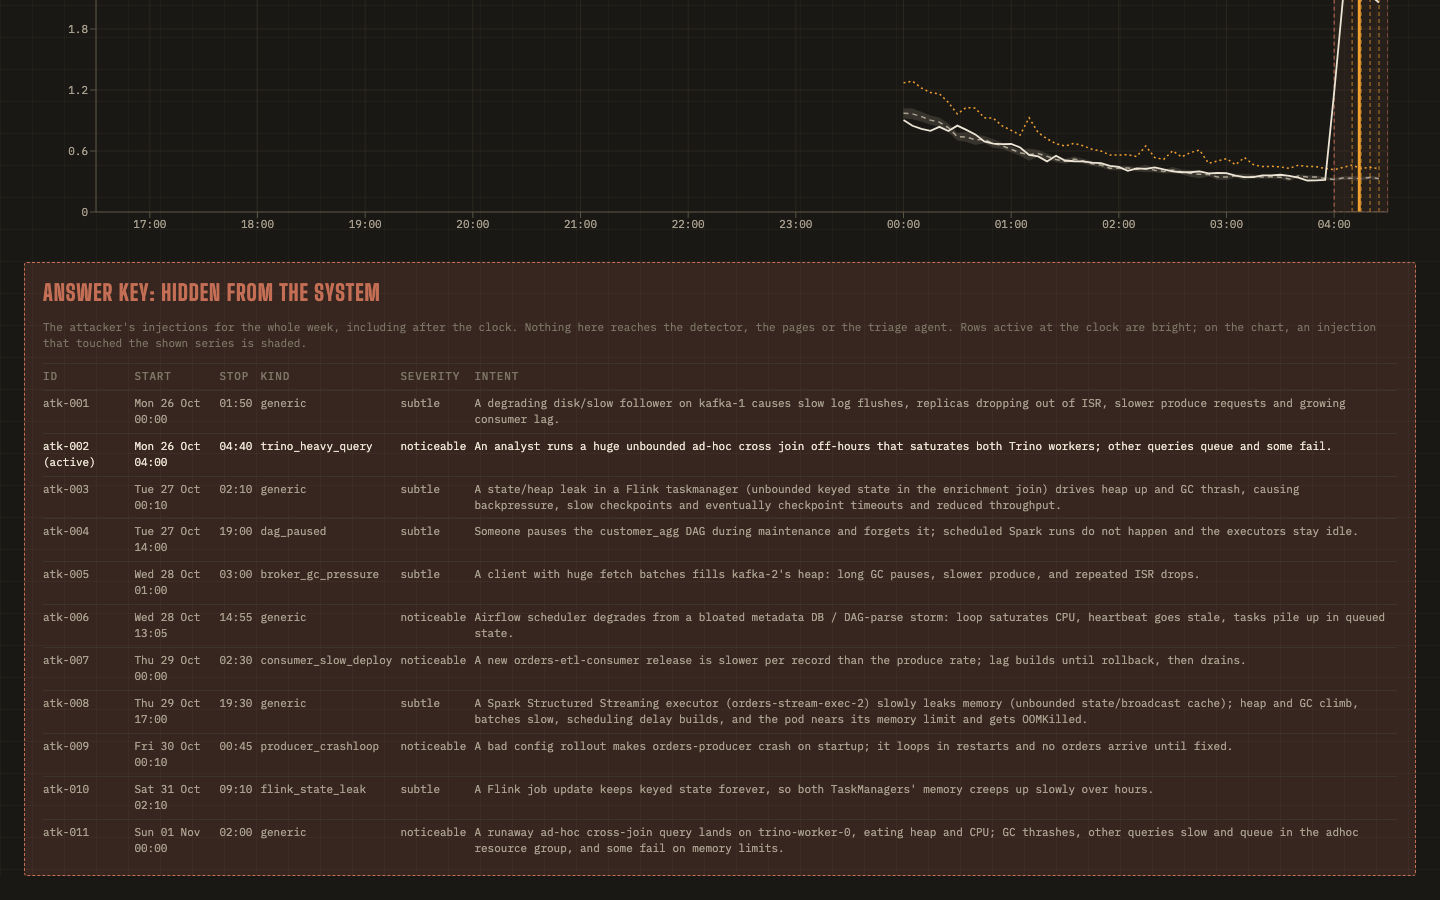 1.8
1.2
0.6
0
17:00 18:00 19:00 20:00 21:00 22:00 23:00 00:00 01:00 02:00 03:00 04:00
ANSWER KEY: HIDDEN FROM THE SYSTEM
The attacker's injections for the whole week, including after the clock. Nothing here reaches the detector, the pages or the triage agent. Rows active at the clock are bright; on the chart, an injection
that touched the shown series is shaded.
ID START STOP KIND SEVERITY INTENT
atk-001 Mon 26 Oct 01:50 generic subtle A degrading disk/slow follower on kafka-1 causes slow log flushes, replicas dropping out of ISR, slower produce requests and growing
00:00 consumer lag.
atk-002 Mon 26 Oct 04:40 trino_heavy_query noticeable An analyst runs a huge unbounded ad-hoc cross join off-hours that saturates both Trino workers; other queries queue and some fail.
(active) 04:00
atk-003 Tue 27 Oct 02:10 generic subtle A state/heap leak in a Flink taskmanager (unbounded keyed state in the enrichment join) drives heap up and GC thrash, causing
00:10 backpressure, slow checkpoints and eventually checkpoint timeouts and reduced throughput.
atk-004 Tue 27 Oct 19:00 dag_paused subtle Someone pauses the customer_agg DAG during maintenance and forgets it; scheduled Spark runs do not happen and the executors stay idle.
14:00
atk-005 Wed 28 Oct 03:00 broker_gc_pressure subtle A client with huge fetch batches fills kafka-2's heap: long GC pauses, slower produce, and repeated ISR drops.
01:00
atk-006 Wed 28 Oct 14:55 generic noticeable Airflow scheduler degrades from a bloated metadata DB / DAG-parse storm: loop saturates CPU, heartbeat goes stale, tasks pile up in queued
13:05 state.
atk-007 Thu 29 Oct 02:30 consumer_slow_deploy noticeable A new orders-etl-consumer release is slower per record than the produce rate; lag builds until rollback, then drains.
00:00
atk-008 Thu 29 Oct 19:30 generic subtle A Spark Structured Streaming executor (orders-stream-exec-2) slowly leaks memory (unbounded state/broadcast cache); heap and GC climb,
17:00 batches slow, scheduling delay builds, and the pod nears its memory limit and gets OOMKilled.
atk-009 Fri 30 Oct 00:45 producer_crashloop noticeable A bad config rollout makes orders-producer crash on startup; it loops in restarts and no orders arrive until fixed.
00:10
atk-010 Sat 31 Oct 09:10 flink_state_leak subtle A Flink job update keeps keyed state forever, so both TaskManagers' memory creeps up slowly over hours.
02:10
atk-011 Sun 01 Nov 02:00 generic noticeable A runaway ad-hoc cross-join query lands on trino-worker-0, eating heap and CPU; GC thrashes, other queries slow and queue in the adhoc
00:00 resource group, and some fail on memory limits.